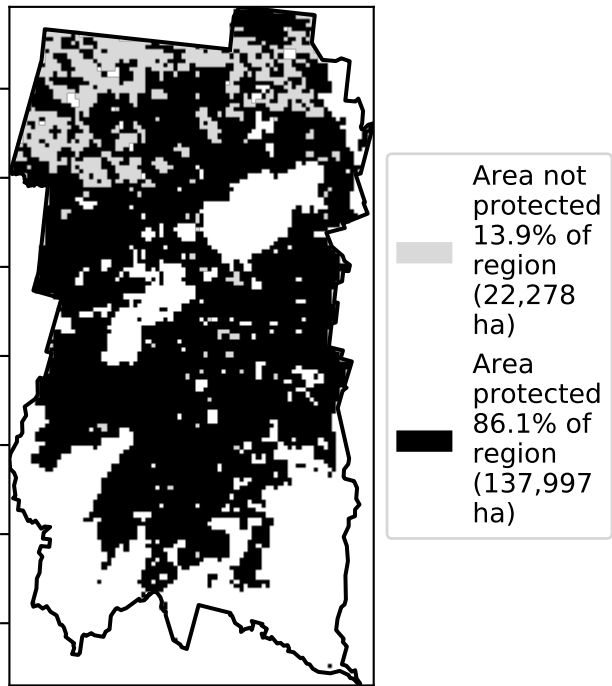 Area not
protected
13.9% of
region
(22,278
ha)
Area
protected
86.1% of
region
(137,997
ha)